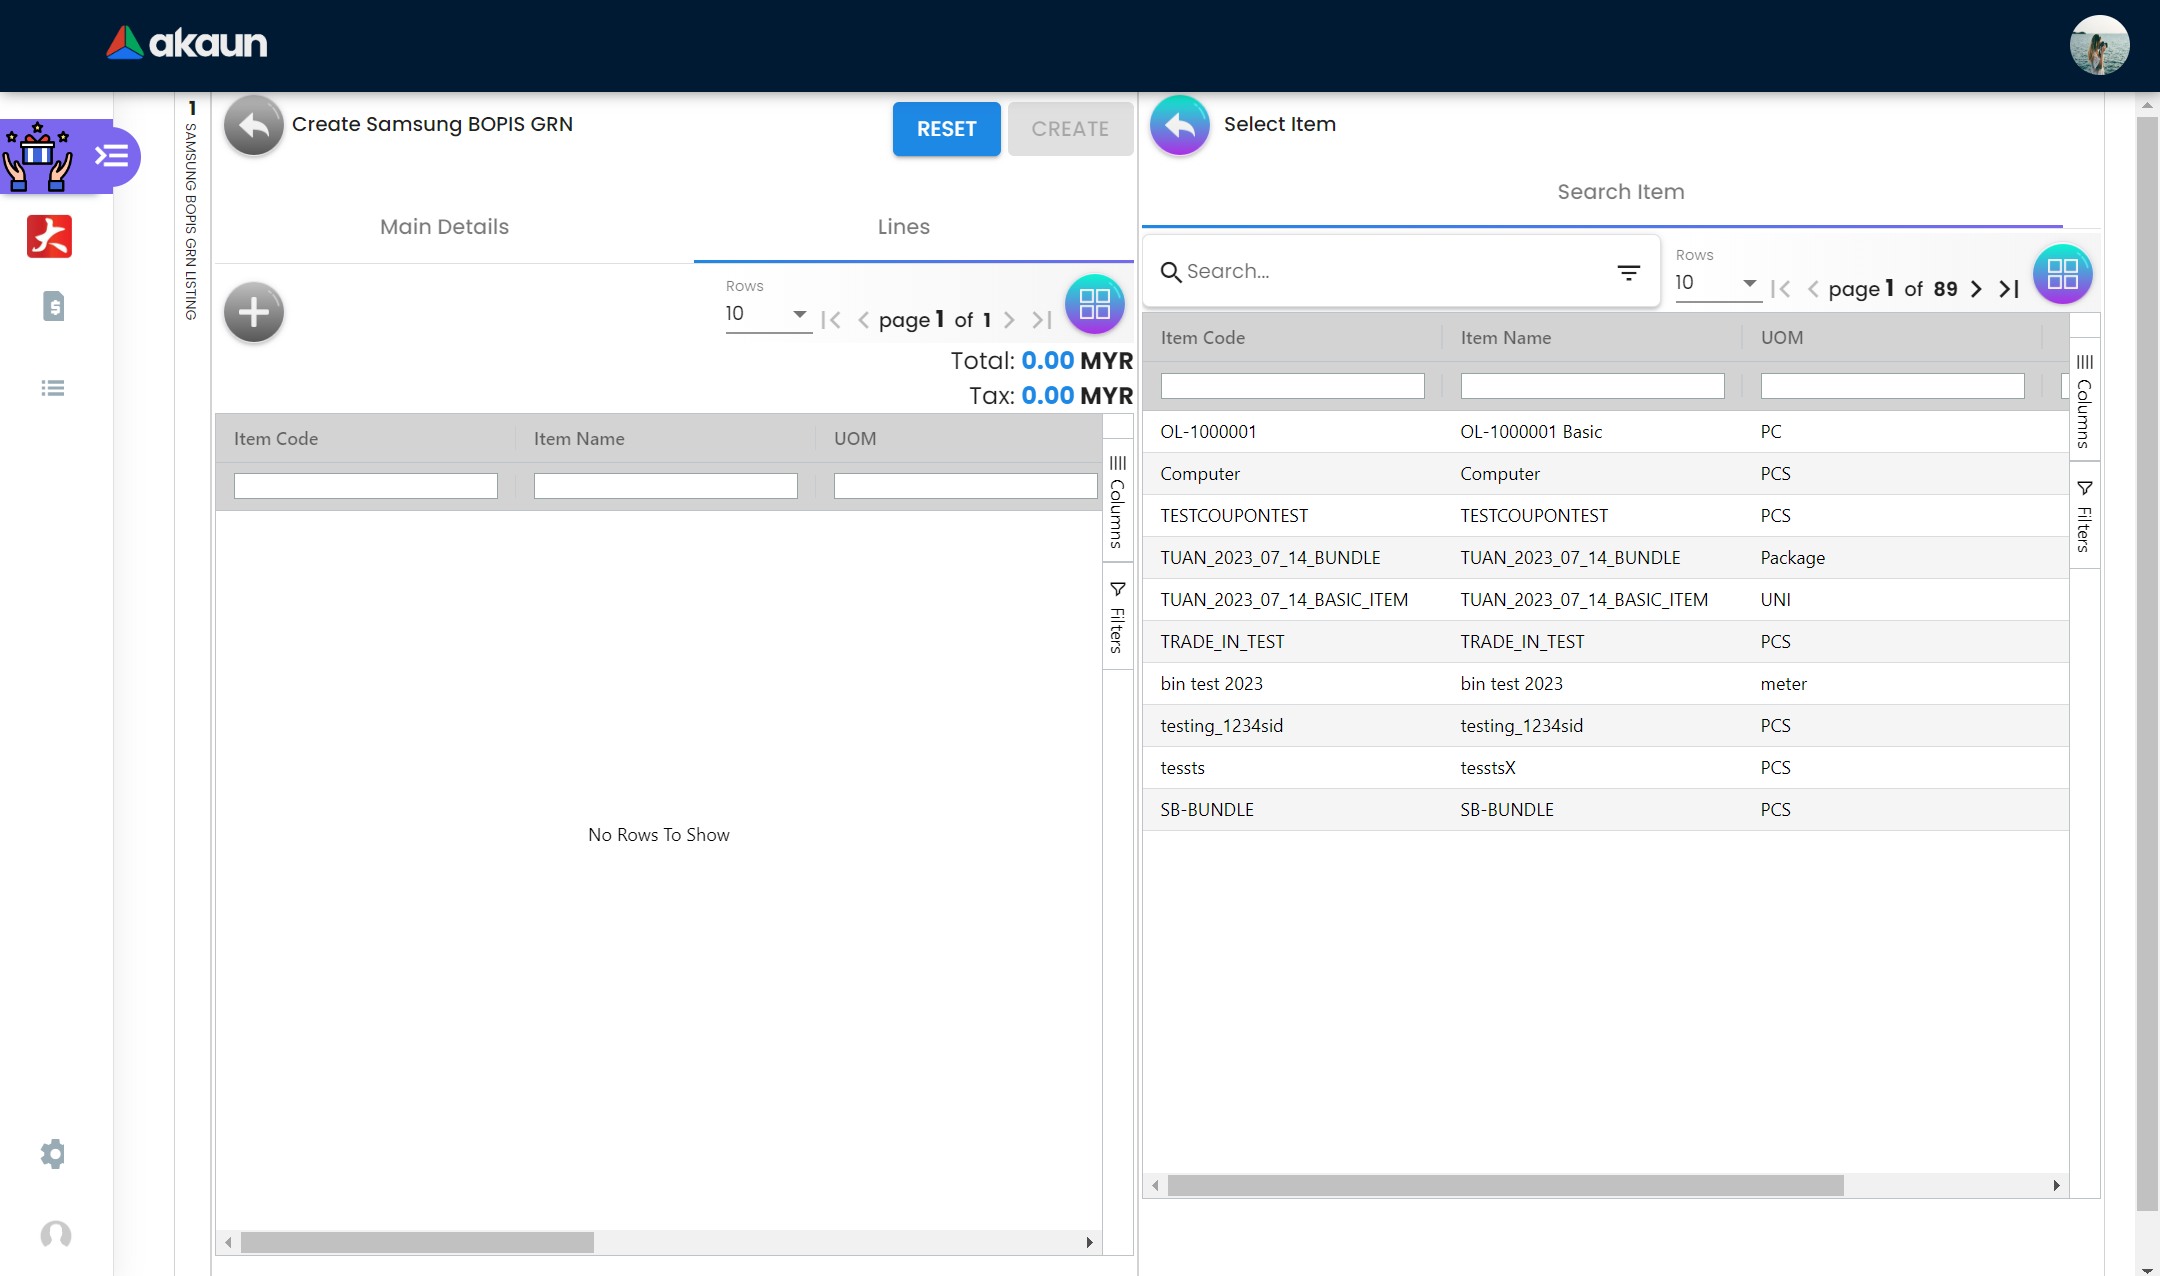 akaun
1
SAMSUNG BOPIS GRN LISTING
Create Samsung BOPIS GRN
RESET
CREATE
Main Details
Lines
Rows
10
page 1 of 1
Total: 0.00 MYR
Tax: 0.00 MYR
Item Code Item Name UOM
Columns
Filters
No Rows To Show
Select Item
Search Item
Search...
Rows
10
page 1 of 89
Item Code Item Name UOM
OL-1000001 OL-1000001 Basic PC
Computer Computer PCS
TESTCOUPONTEST TESTCOUPONTEST PCS
TUAN_2023_07_14_BUNDLE TUAN_2023_07_14_BUNDLE Package
TUAN_2023_07_14_BASIC_ITEM TUAN_2023_07_14_BASIC_ITEM UNI
TRADE_IN_TEST TRADE_IN_TEST PCS
bin test 2023 bin test 2023 meter
testing_1234sid testing_1234sid PCS
tessts tesstsX PCS
SB-BUNDLE SB-BUNDLE PCS
Columns
Filters